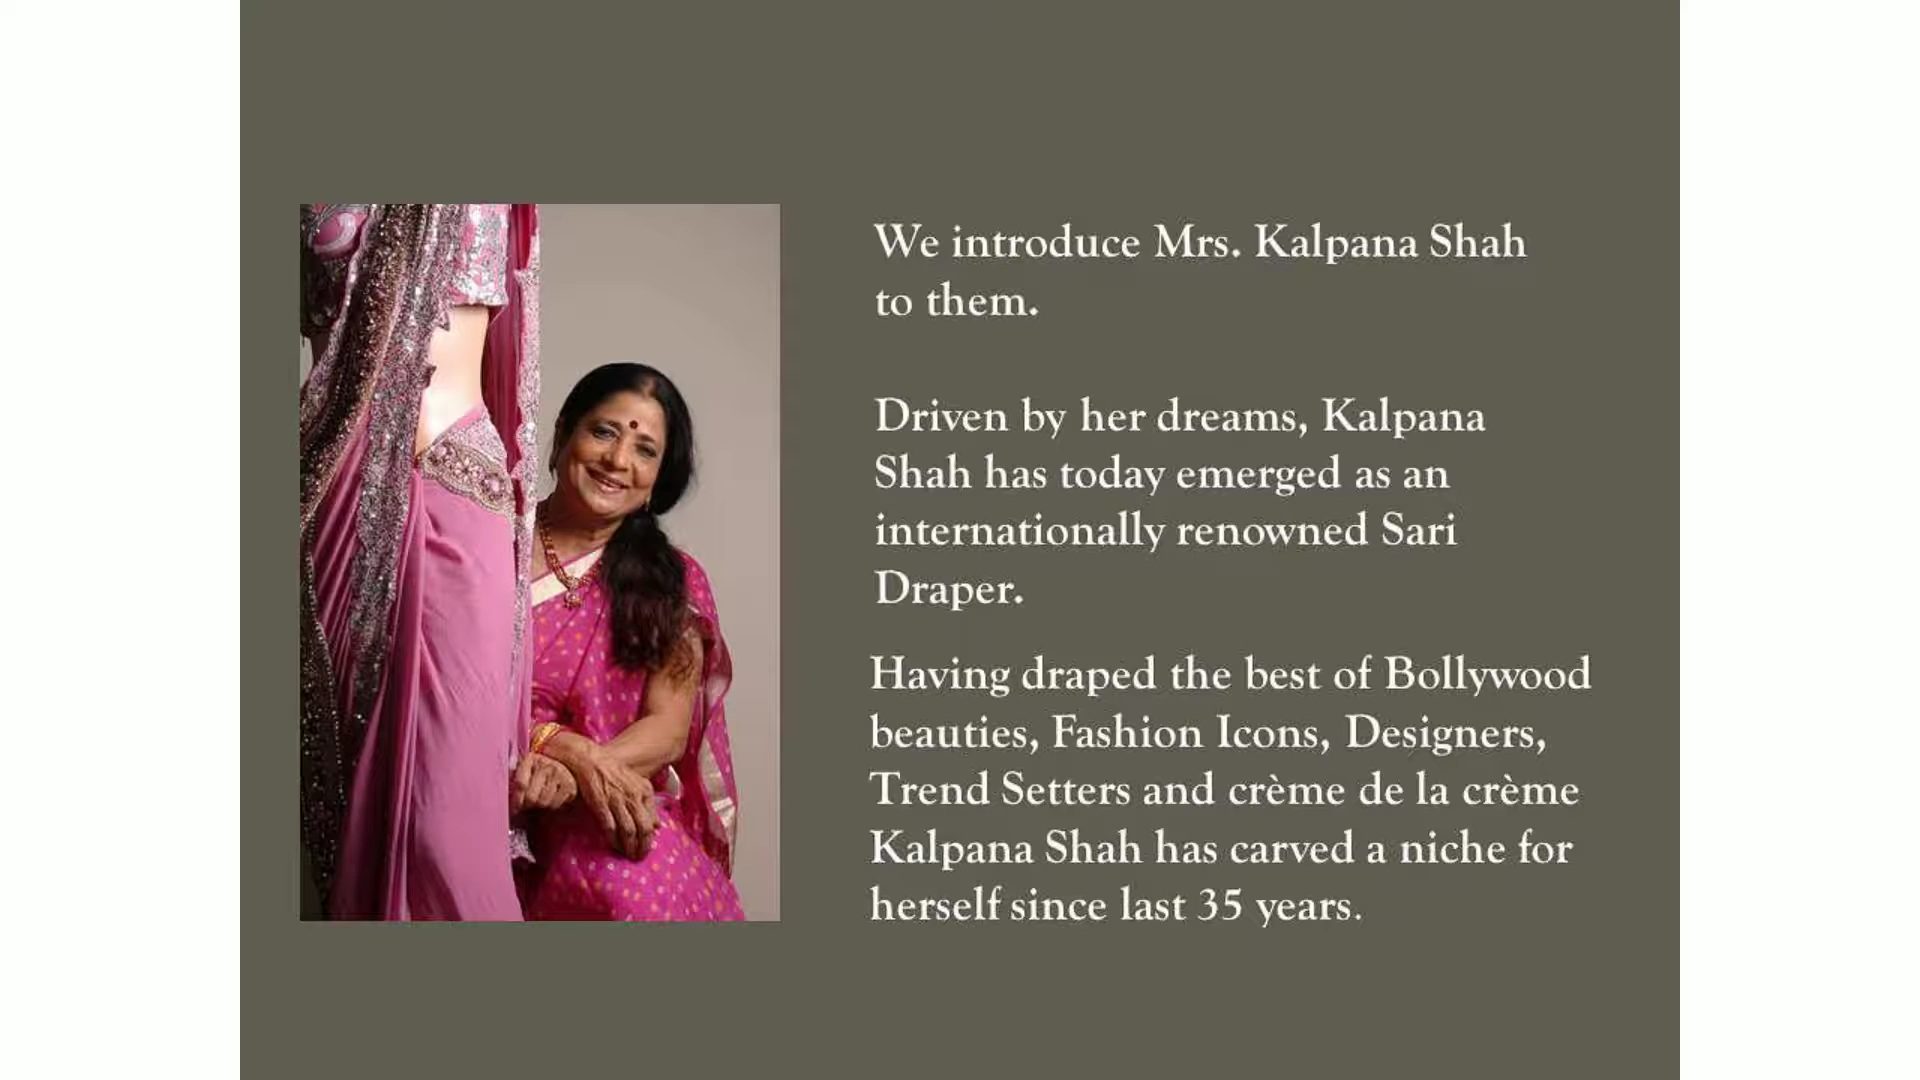 We introduce Mrs. Kalpana Shah
to them.
Driven by her dreams, Kalpana
Shah has today emerged as an
internationally renowned Sari
Draper.
Having draped the best of Bollywood
beauties, Fashion Icons, Designers,
Trend Setters and crème de la crème
Kalpana Shah has carved a niche for
herself since last 35 years.